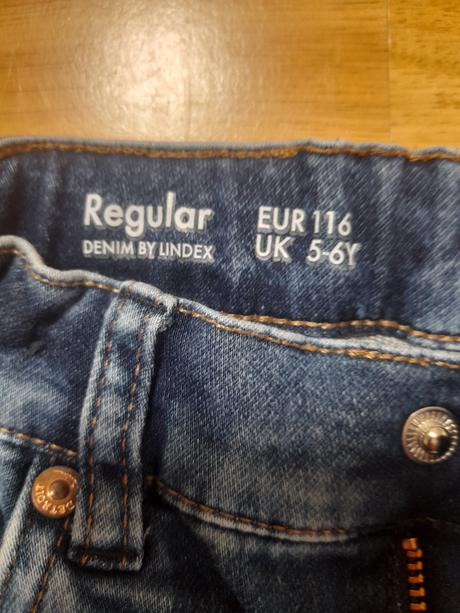 Regular
DENIM BY LINDEX
EUR 116
UK 5-6Y